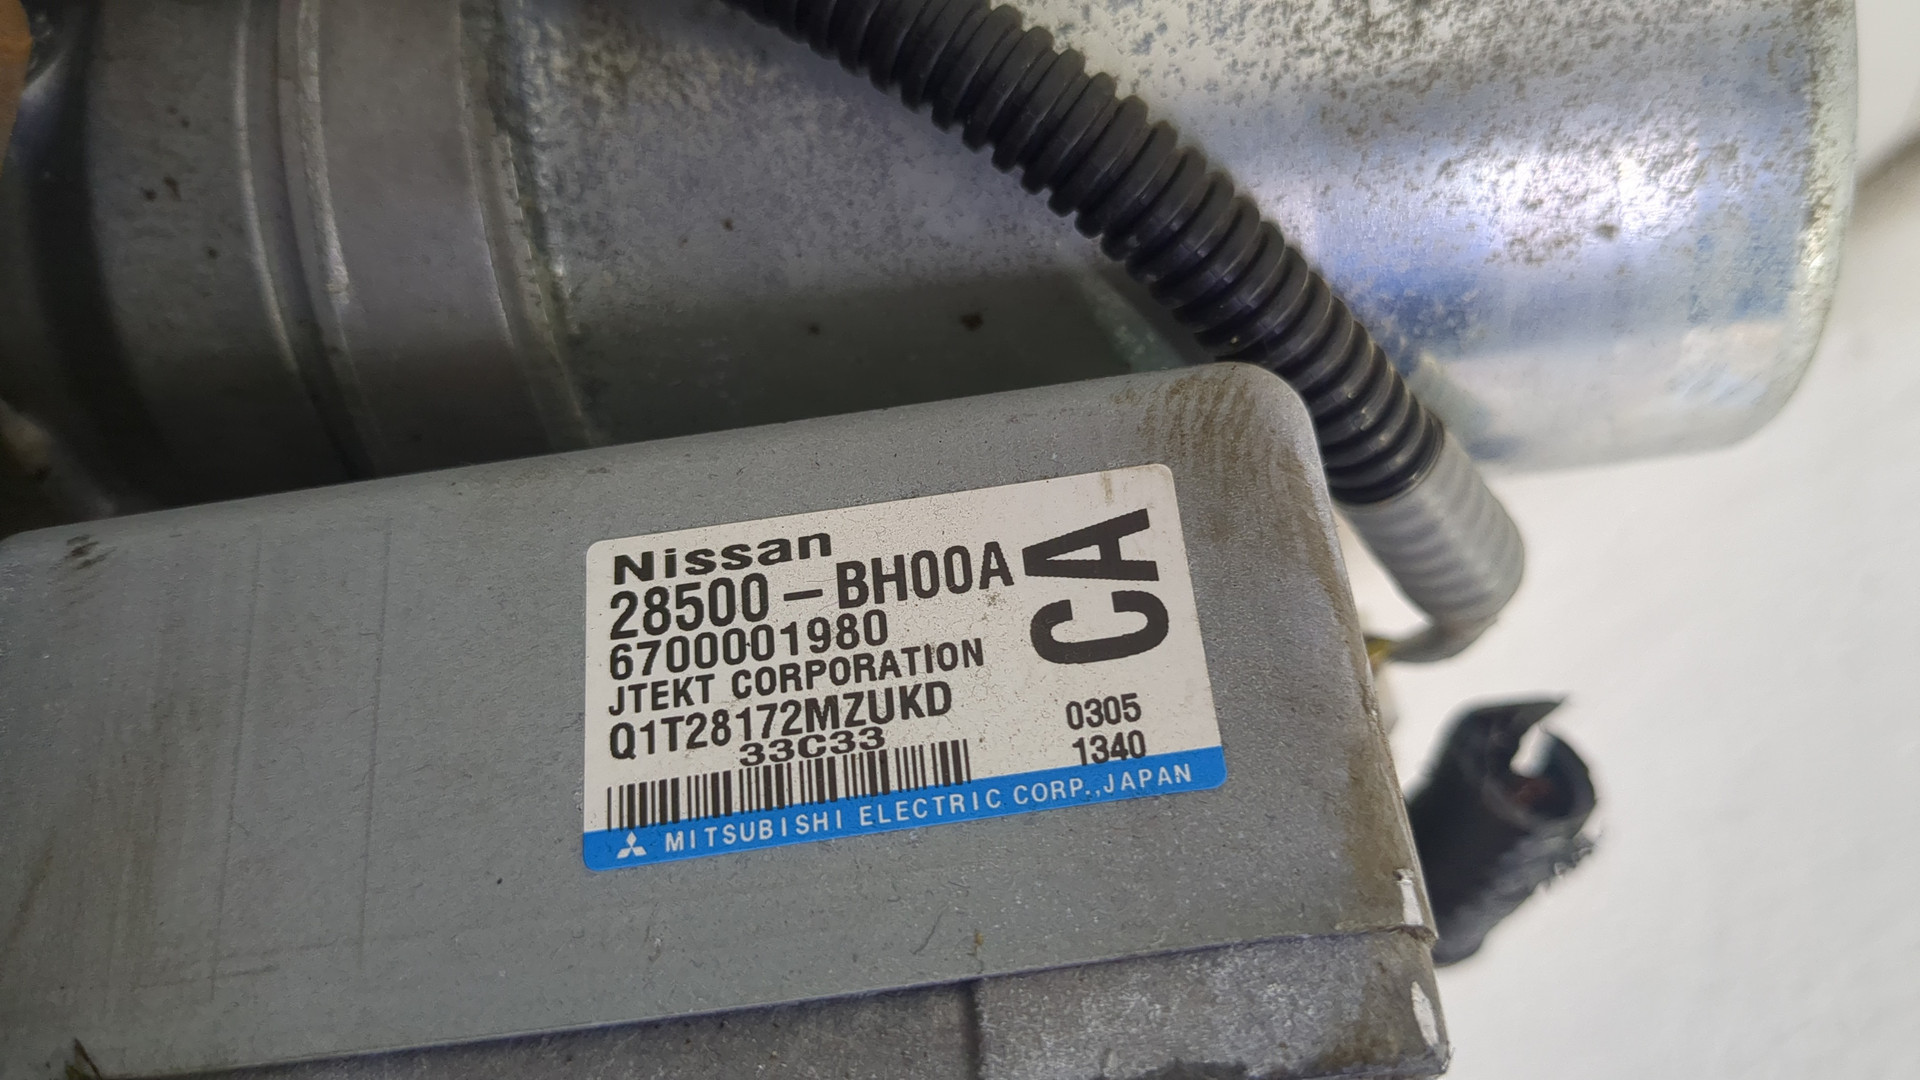 Nissan
28500-BH00A
6700001980
JTEKT CORPORATION
Q1T28172MZUKD
33C33
CA
0305
1340
MITSUBISHI ELECTRIC CORP.,JAPAN